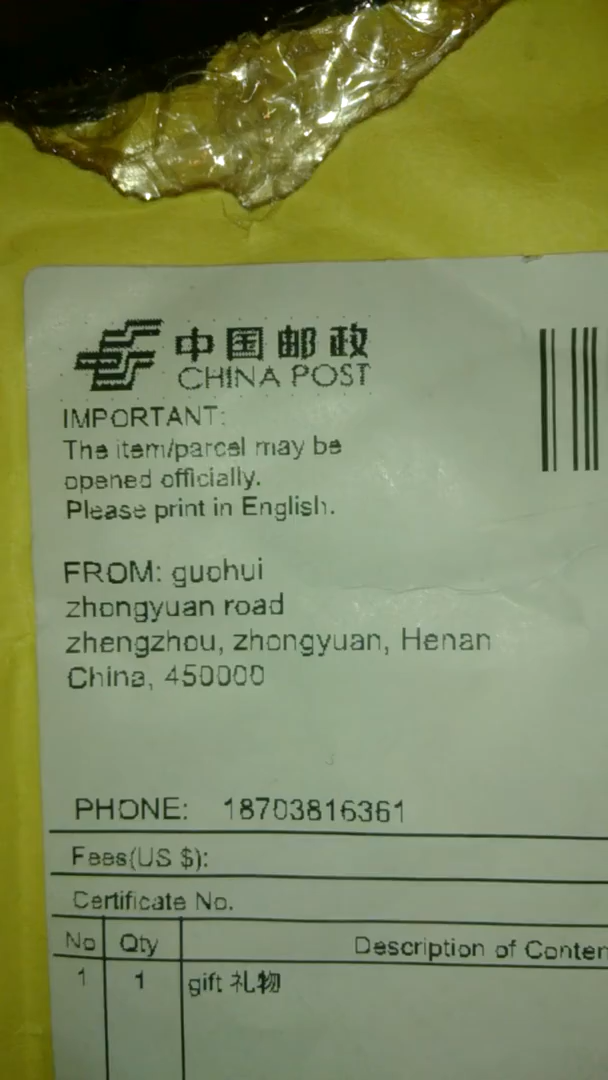 中国邮政
CHINA POST
IMPORTANT:
The item/parcel may be
opened officially.
Please print in English.
FROM: guohui
zhongyuan road
zhengzhou, zhongyuan, Henan
China, 450000
PHONE: 18703816361
Fees(US $):
Certificate No.
No Qty Description of Conten
1 1 gift 礼物